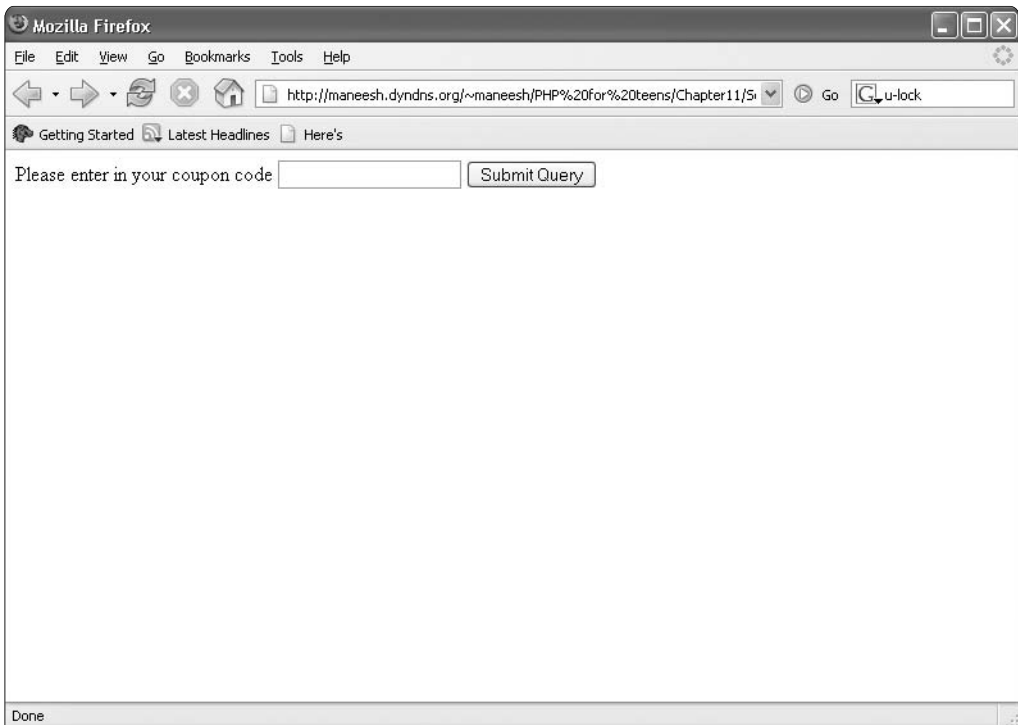 Mozilla Firefox
File Edit View Go Bookmarks Tools Help
http://maneesh.dyndns.org/~maneesh/PHP%20for%20teens/Chapter11/S Go G u-lock
Getting Started Latest Headlines Here's
Please enter in your coupon code Submit Query
Done